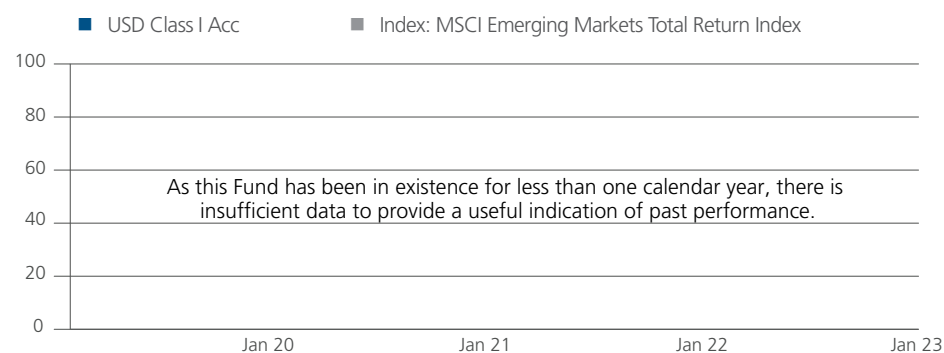 USD Class I Acc Index: MSCI Emerging Markets Total Return Index
100
80
60
As this Fund has been in existence for less than one calendar year, there is
insufficient data to provide a useful indication of past performance.
40
20
0
Jan 20 Jan 21 Jan 22 Jan 23